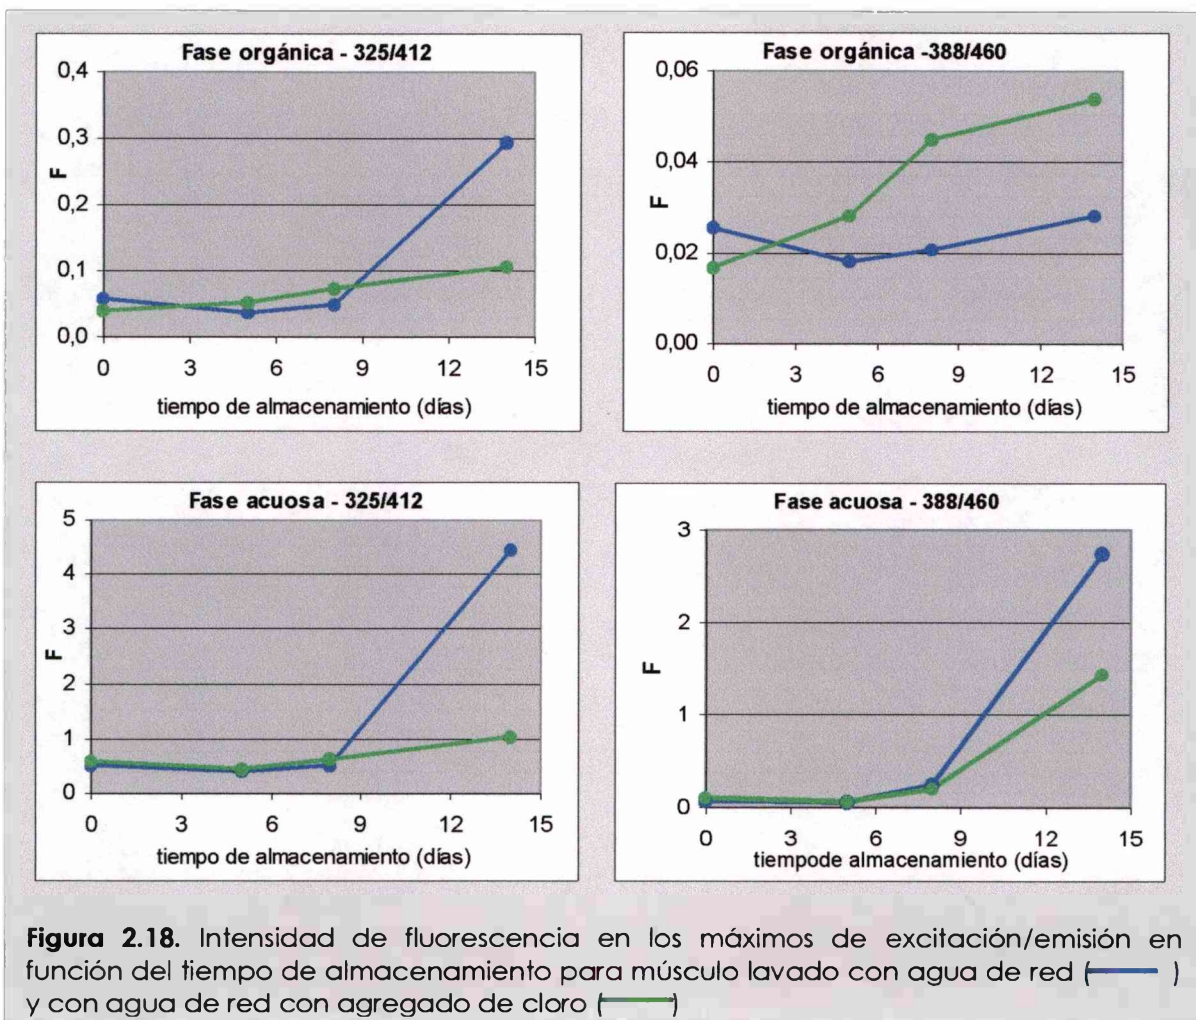 Fase orgánica - 325/412
0,4
0,3
0,2
0,1
0,0
F
0 3 6 9 12 15
tiempo de almacenamiento (días)
Fase orgánica -388/460
0,06
0,04
0,02
0,00
F
0 3 6 9 12 15
tiempo de almacenamiento (días)
Fase acuosa - 325/412
5
4
3
2
1
0
F
0 3 6 9 12 15
tiempo de almacenamiento (días)
Fase acuosa - 388/460
3
2
1
0
F
0 3 6 9 12 15
tiempode almacenamiento (días)
Figura 2.18. Intensidad de fluorescencia en los máximos de excitación/emisión en
función del tiempo de almacenamiento para músculo lavado con agua de red ( )
y con agua de red con agregado de cloro ( )